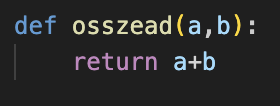 def osszead(a,b):
    return a+b